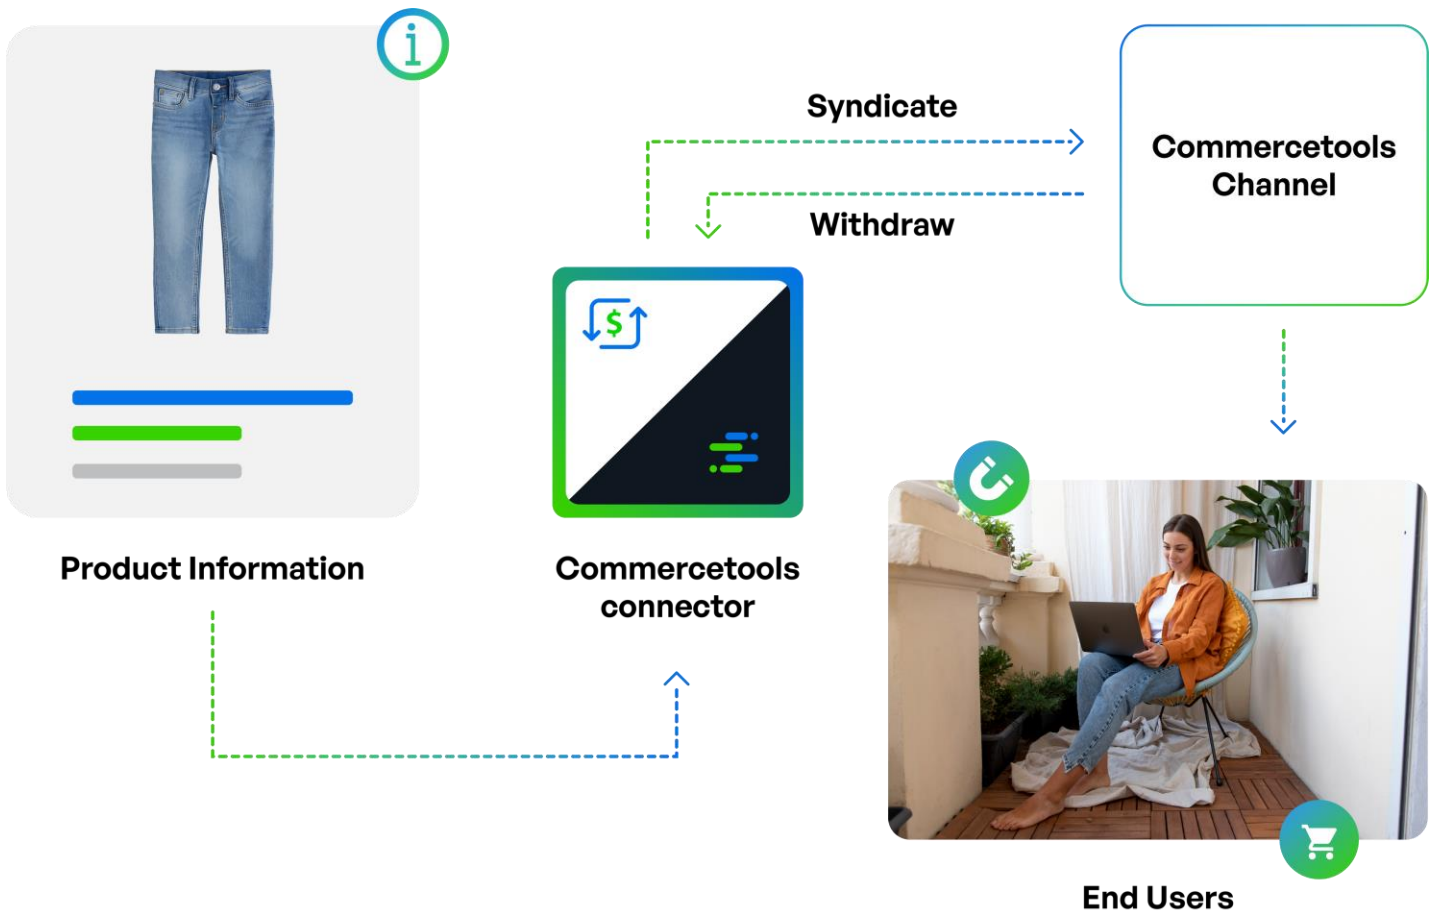 Syndicate
Commercetools
Channel
Withdraw
$
Product Information
Commercetools
connector
End Users